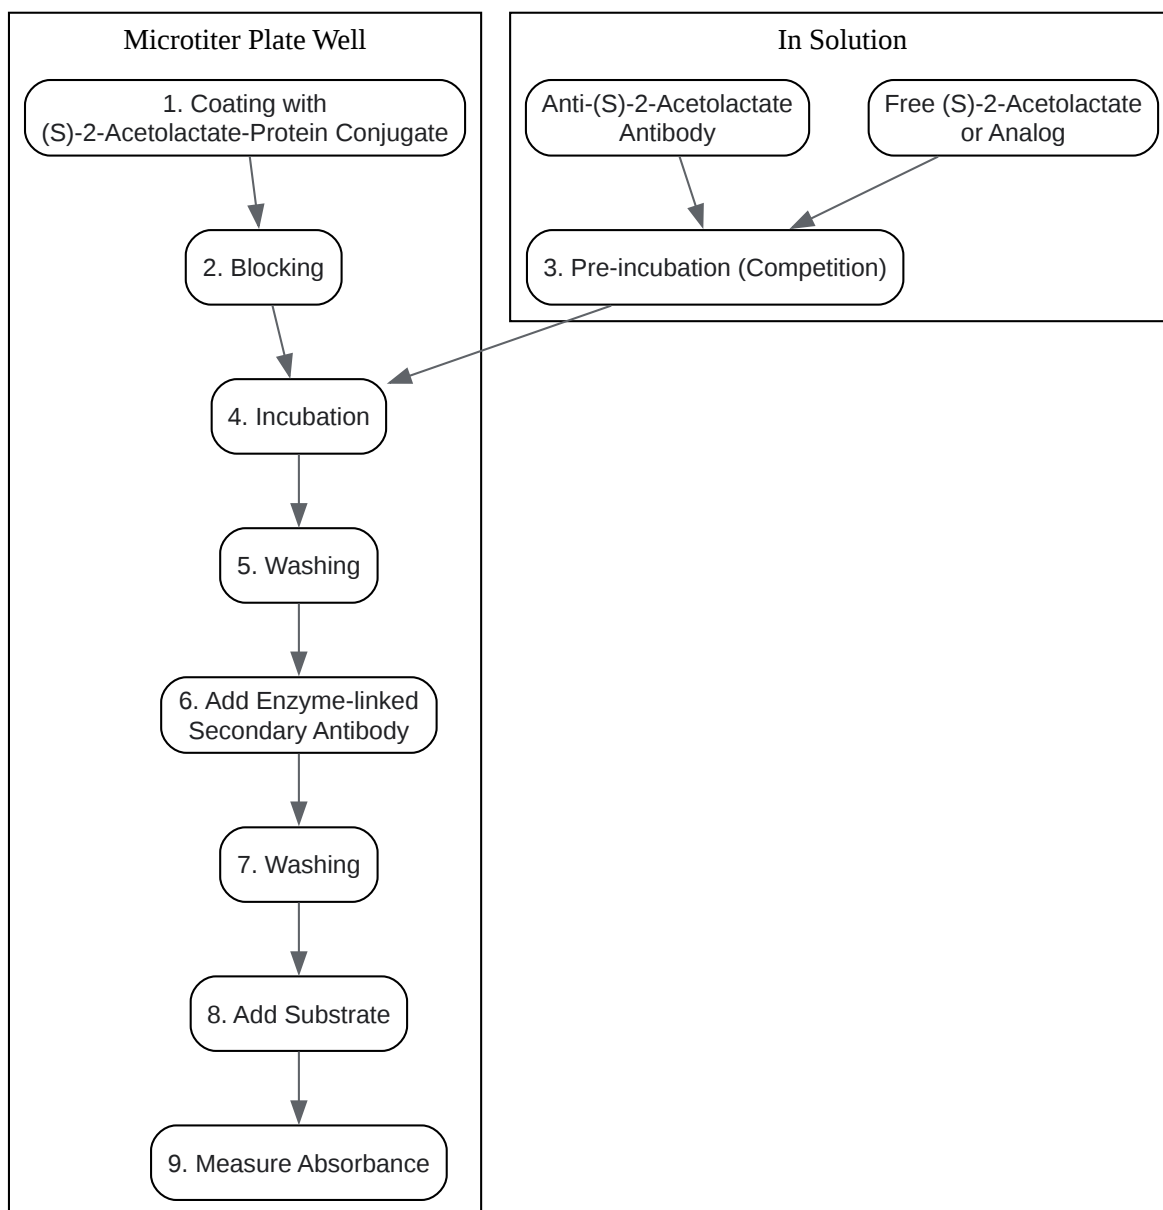 Microtiter Plate Well
1. Coating with
(S)-2-Acetolactate-Protein Conjugate
2. Blocking
In Solution
Anti-(S)-2-Acetolactate
Antibody
Free (S)-2-Acetolactate
or Analog
3. Pre-incubation (Competition)
4. Incubation
5. Washing
6. Add Enzyme-linked
Secondary Antibody
7. Washing
8. Add Substrate
9. Measure Absorbance